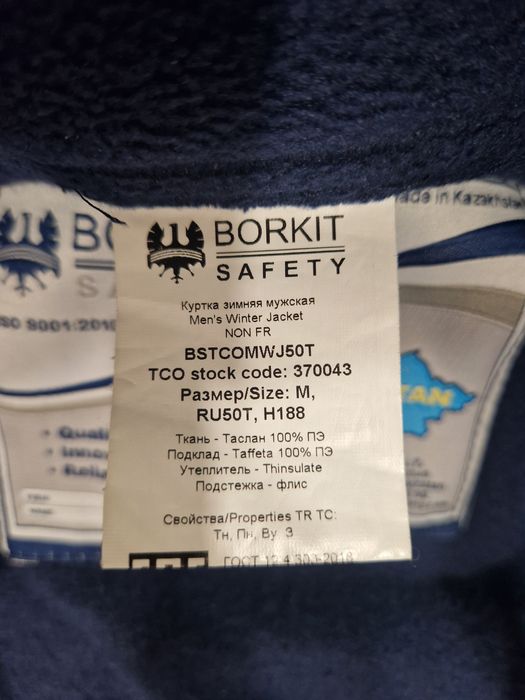 BORKIT
SAFETY
Куртка зимняя мужская
Men's Winter Jacket
NON FR
BSTCOMWJ50T
TCO stock code: 370043
Размер/Size: M,
RU50T, H188
Ткань - Таслан 100% ПЭ
Подклад - Taffeta 100% ПЭ
Утеплитель - Thinsulate
Подстежка - флис
Свойства/Properties TR TC:
Тн, Пн, Ву 3
ГОСТ 12.4.303-2016
in Kazakhstan